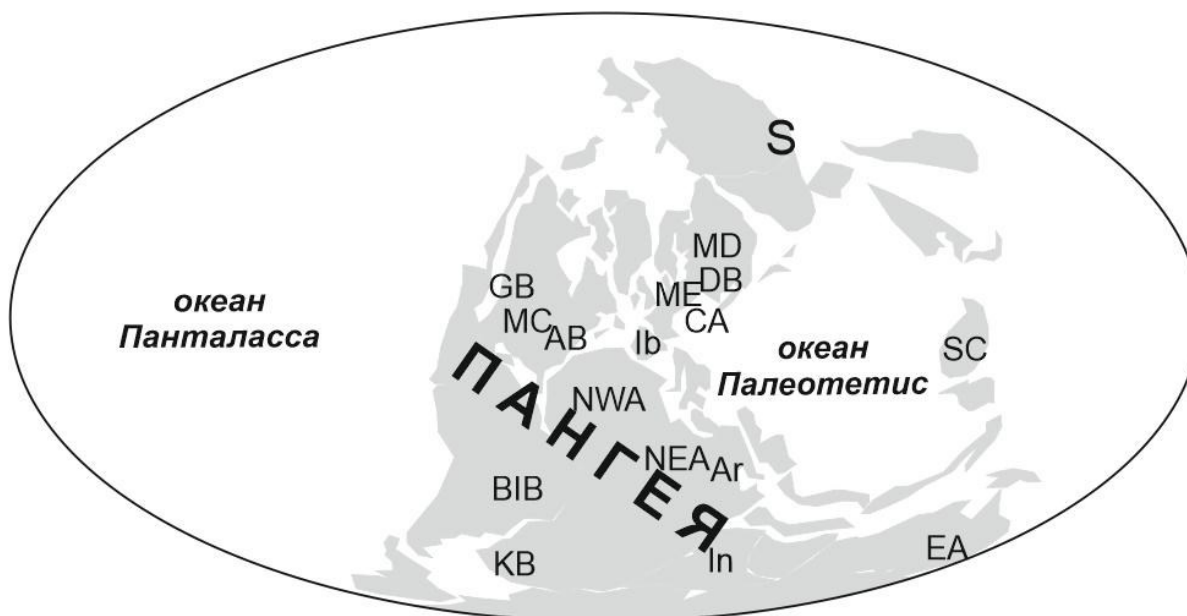 S
MD
DB
GB
ME
океан
Панталасса
MC
AB
CA
Ib
океан
Палеотетис
SC
ПАНГЕЯ
NWA
NEA
Ar
BIB
KB
In
EA